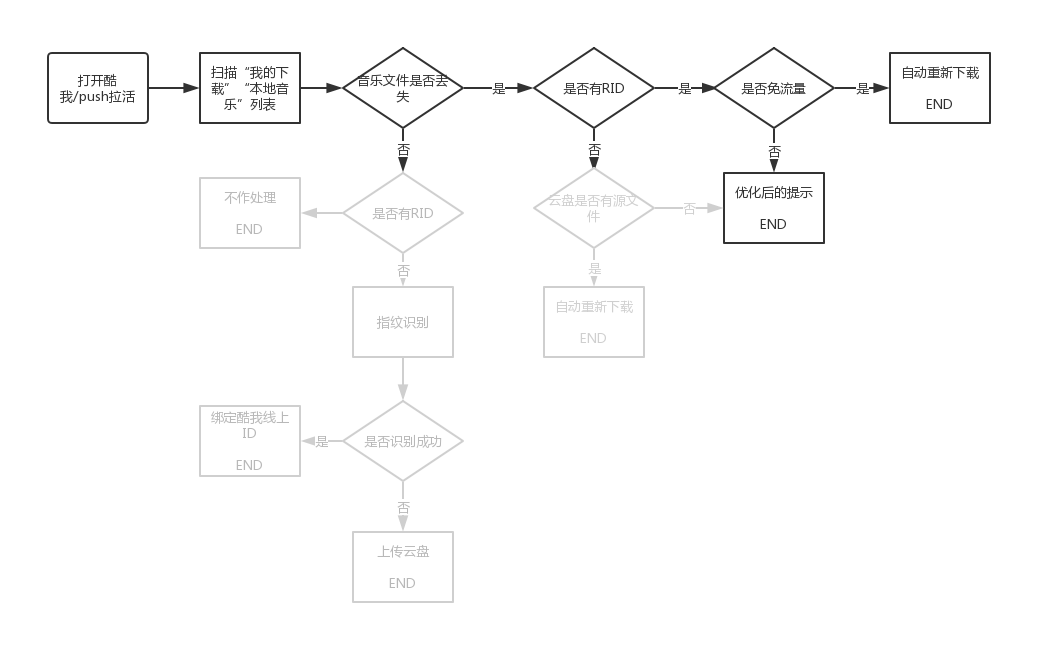 打开酷
我/push拉活
扫描“我的下
载”“本地音
乐”列表
音乐文件是否丢
失
是
是否有RID
是
是否免流量
是
自动重新下载
END
否
否
否
不作处理
END
是否有RID
云盘是否有源文
件
否
优化后的提示
END
否
是
指纹识别
自动重新下载
END
绑定酷我线上
ID
END
是
是否识别成功
否
上传云盘
END